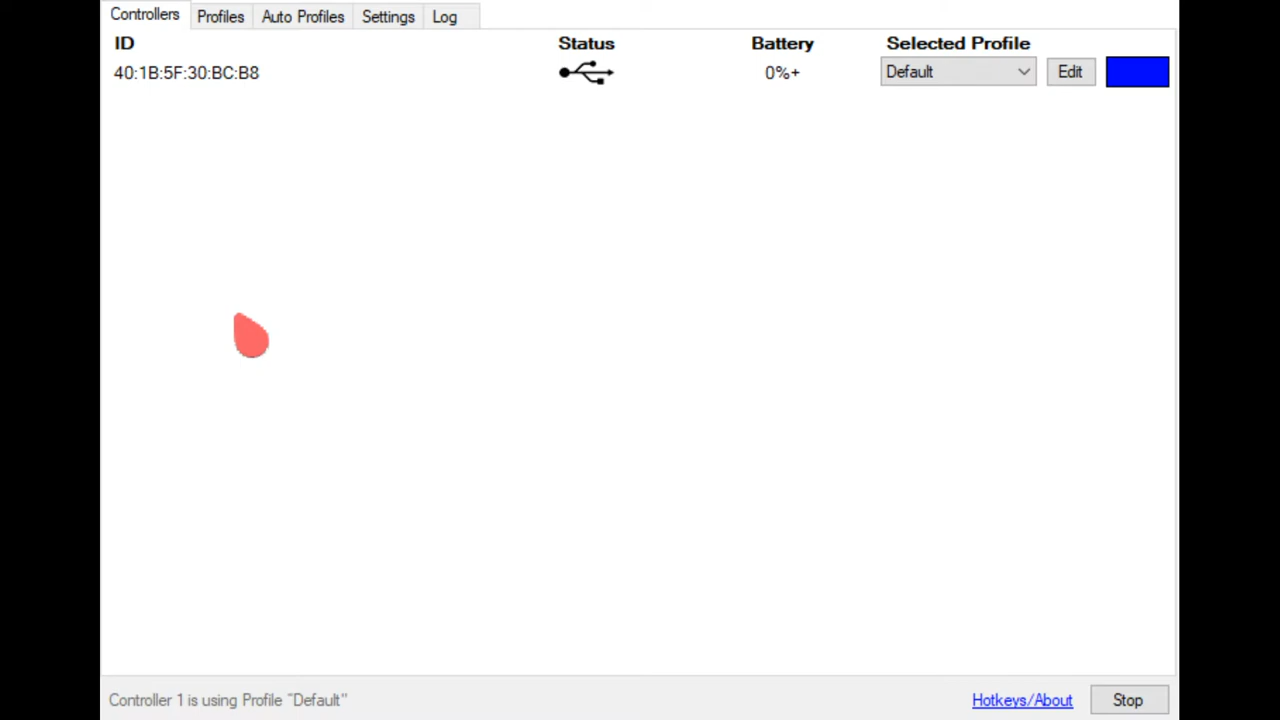 Controllers Profiles Auto Profiles Settings Log
ID Status Battery Selected Profile
40:1B:5F:30:BC:B8 0%+ Default Edit
Controller 1 is using Profile "Default" Hotkeys/About Stop